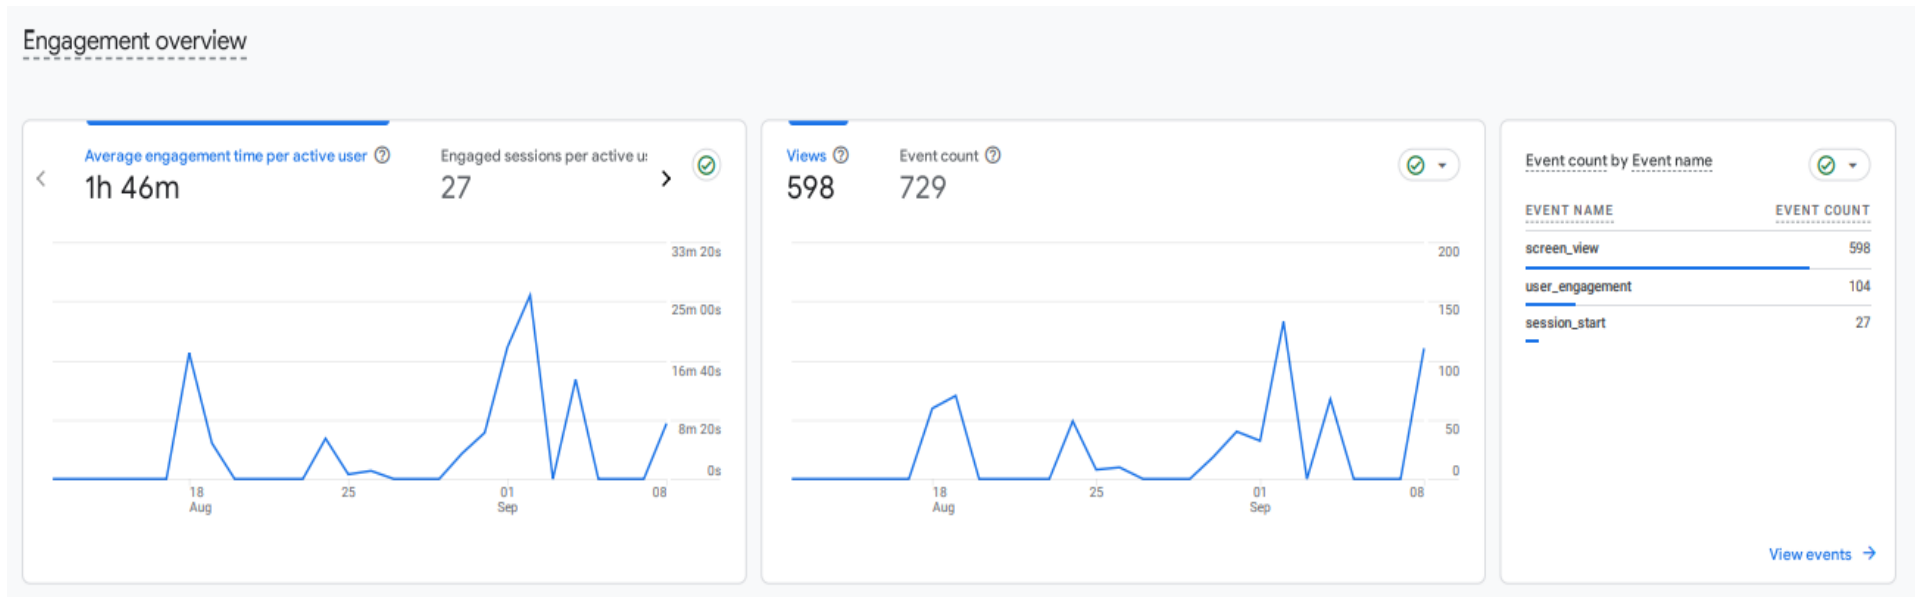 Engagement overview
Average engagement time per active user
1h 46m
Engaged sessions per active u
27
33m 20s
25m 00s
16m 40s
8m 20s
0s
18
Aug
25
01
Sep
08
Views
598
Event count
729
200
150
100
50
0
18
Aug
25
01
Sep
08
Event count by Event name
EVENT NAME EVENT COUNT
screen_view 598
user_engagement 104
session_start 27
View events